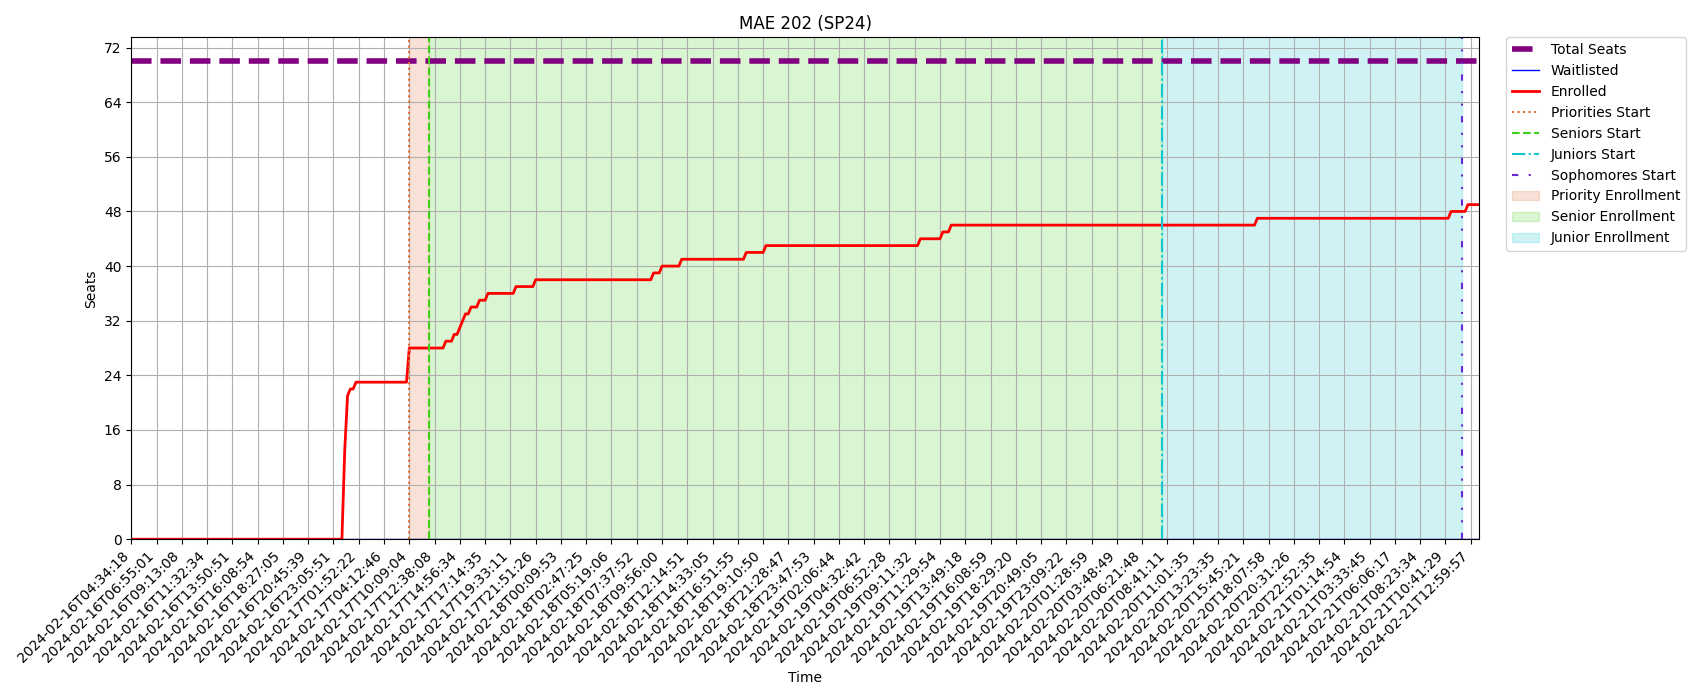 MAE 202 (SP24)
Seats
72
64
56
48
40
32
24
16
8
0
2024-02-16T04:34:18
2024-02-16T06:55:01
2024-02-16T09:13:08
2024-02-16T11:32:34
2024-02-16T13:50:51
2024-02-16T16:08:54
2024-02-16T18:27:05
2024-02-16T20:45:39
2024-02-16T23:05:51
2024-02-17T01:52:22
2024-02-17T04:12:46
2024-02-17T10:09:04
2024-02-17T12:38:08
2024-02-17T14:56:34
2024-02-17T17:14:35
2024-02-17T19:33:11
2024-02-17T21:51:26
2024-02-18T00:09:53
2024-02-18T02:47:25
2024-02-18T05:19:06
2024-02-18T07:37:52
2024-02-18T09:56:00
2024-02-18T12:14:51
2024-02-18T14:33:05
2024-02-18T16:51:55
2024-02-18T19:10:50
2024-02-18T21:28:47
2024-02-18T23:47:53
2024-02-19T02:06:44
2024-02-19T04:32:42
2024-02-19T06:52:28
2024-02-19T09:11:32
2024-02-19T11:29:54
2024-02-19T13:49:18
2024-02-19T16:08:59
2024-02-19T18:29:20
2024-02-19T20:49:05
2024-02-19T23:09:22
2024-02-20T01:28:59
2024-02-20T03:48:49
2024-02-20T06:21:48
2024-02-20T08:41:11
2024-02-20T11:01:35
2024-02-20T13:23:35
2024-02-20T15:45:21
2024-02-20T18:07:58
2024-02-20T20:31:26
2024-02-20T22:52:35
2024-02-21T01:14:54
2024-02-21T03:33:45
2024-02-21T06:06:17
2024-02-21T08:23:34
2024-02-21T10:41:29
2024-02-21T12:59:57
Time
Total Seats
Waitlisted
Enrolled
Priorities Start
Seniors Start
Juniors Start
Sophomores Start
Priority Enrollment
Senior Enrollment
Junior Enrollment